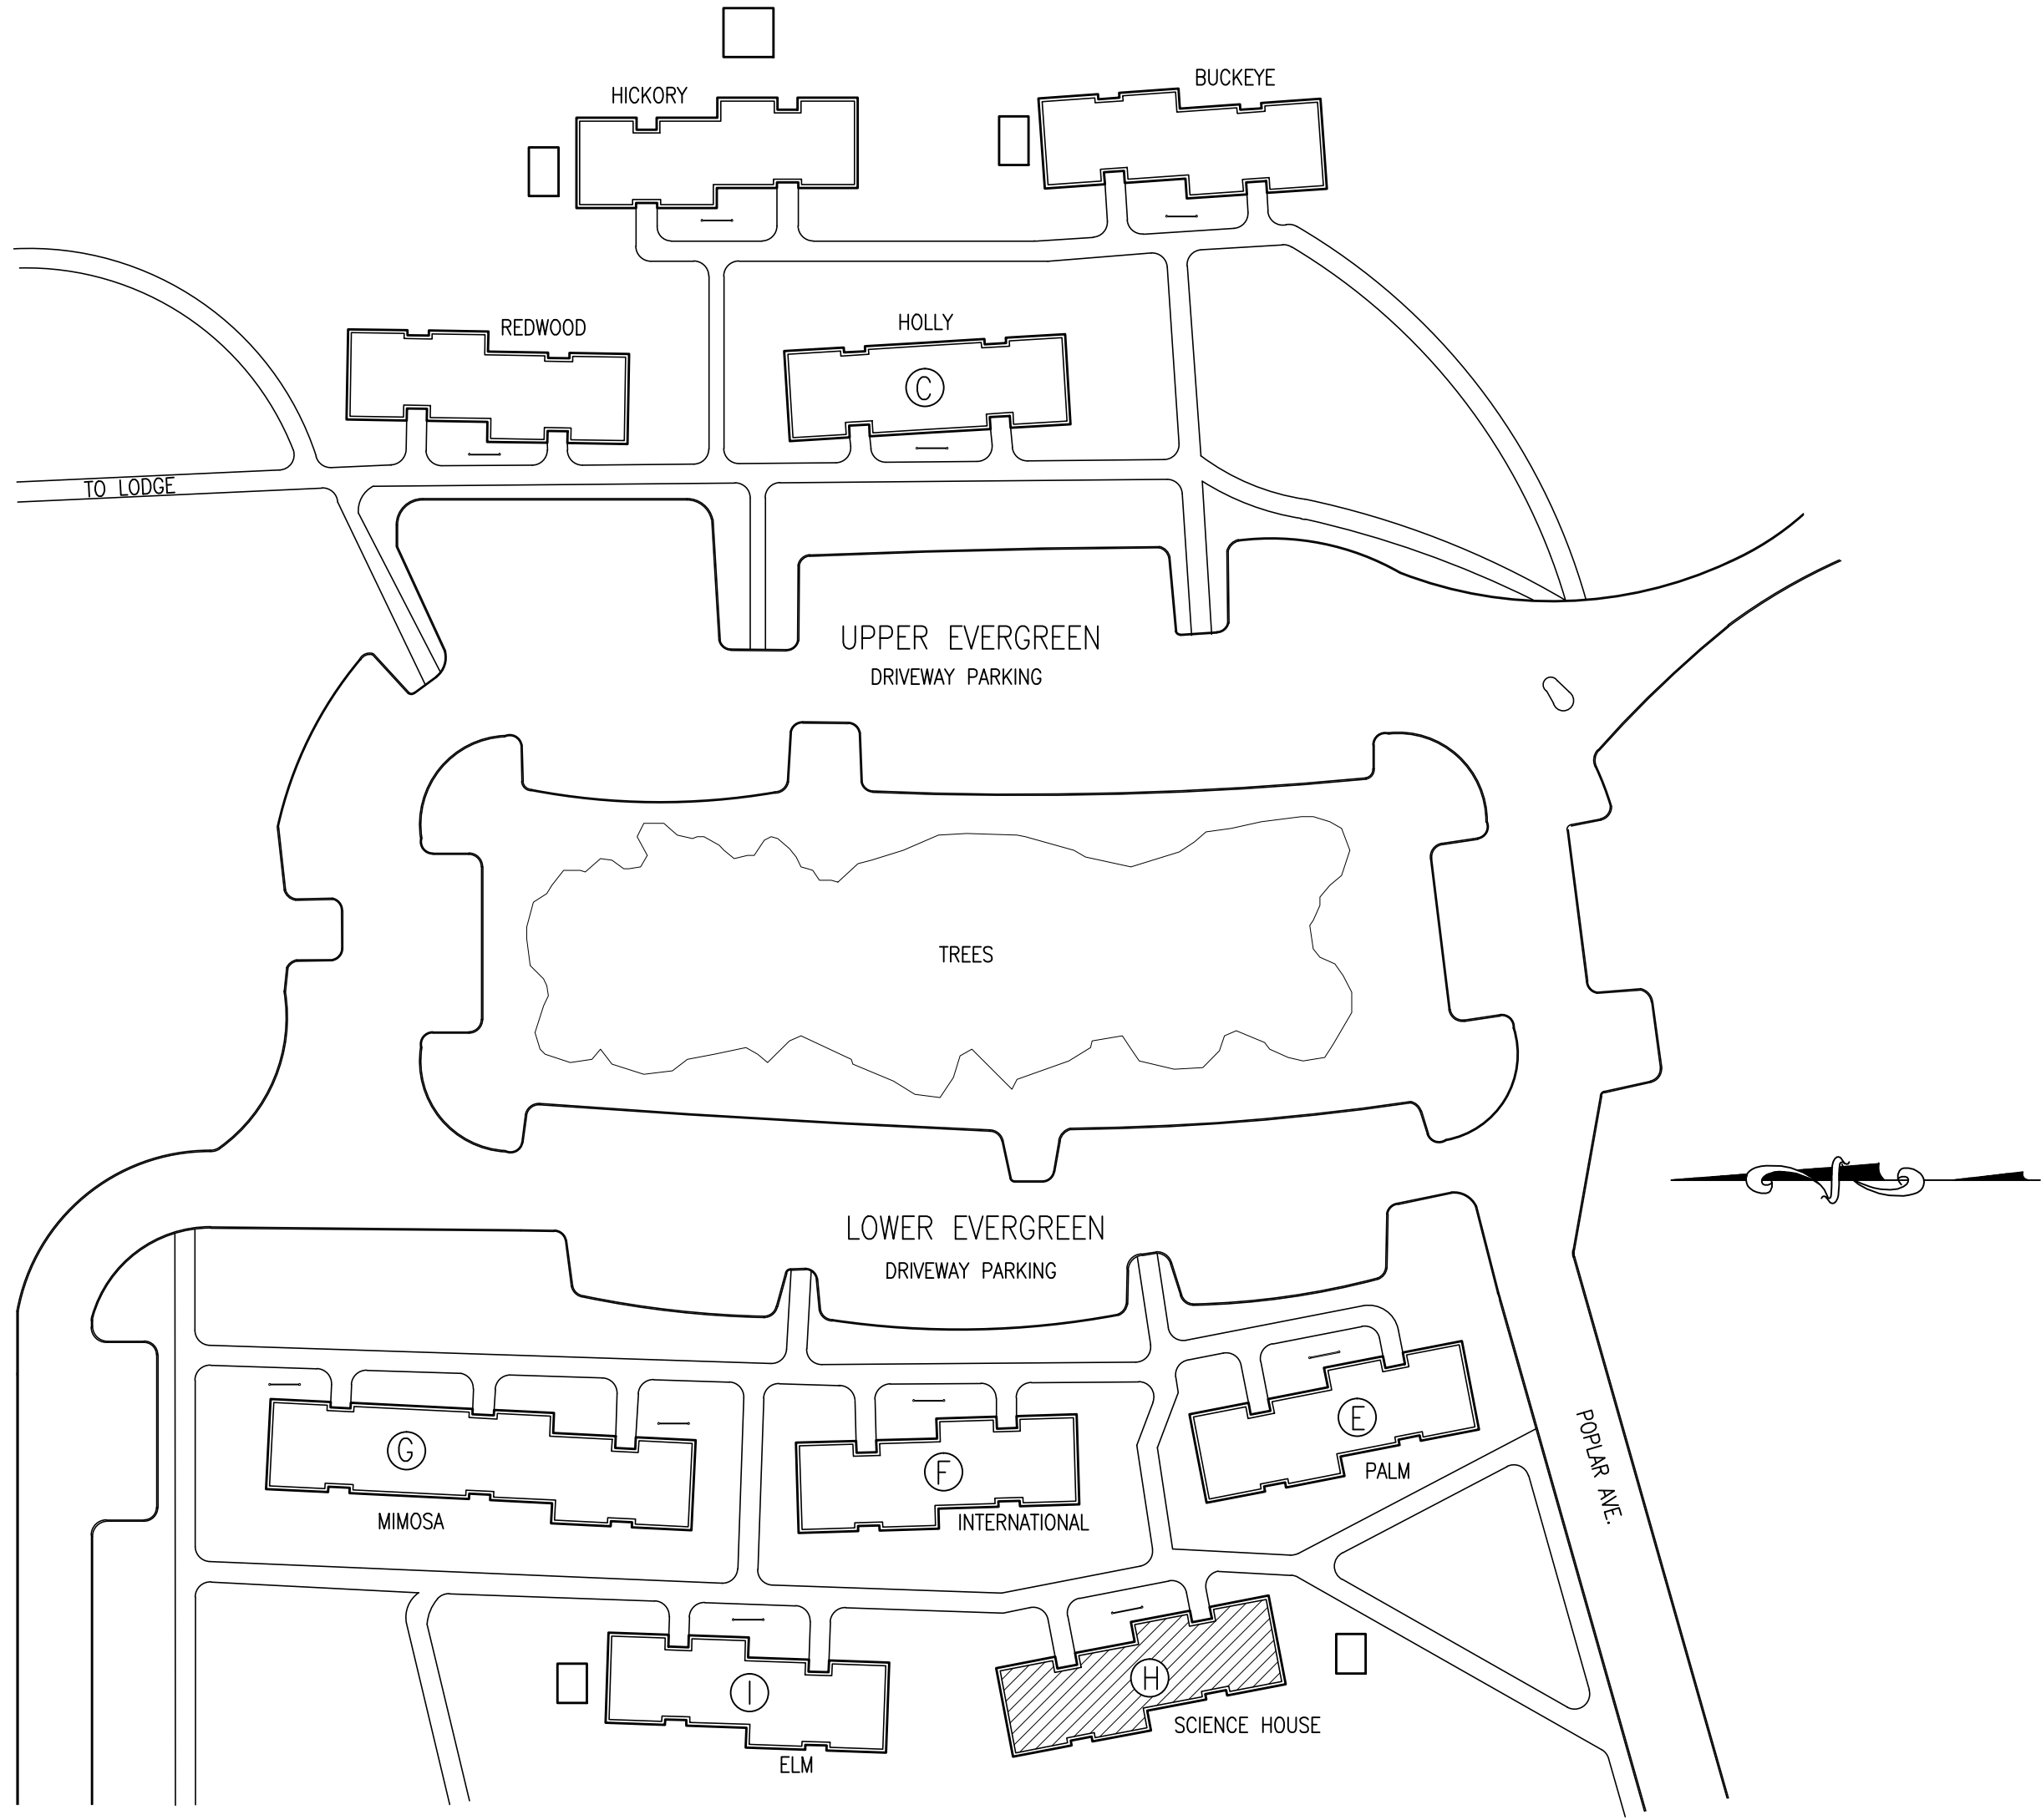 BUCKEYE
HICKORY
HOLLY
REDWOOD
C
TO LODGE
UPPER EVERGREEN
DRIVEWAY PARKING
TREES
LOWER EVERGREEN
DRIVEWAY PARKING
E
POPLAR AVE.
G
F
PALM
MIMOSA
INTERNATIONAL
H
I
SCIENCE HOUSE
ELM